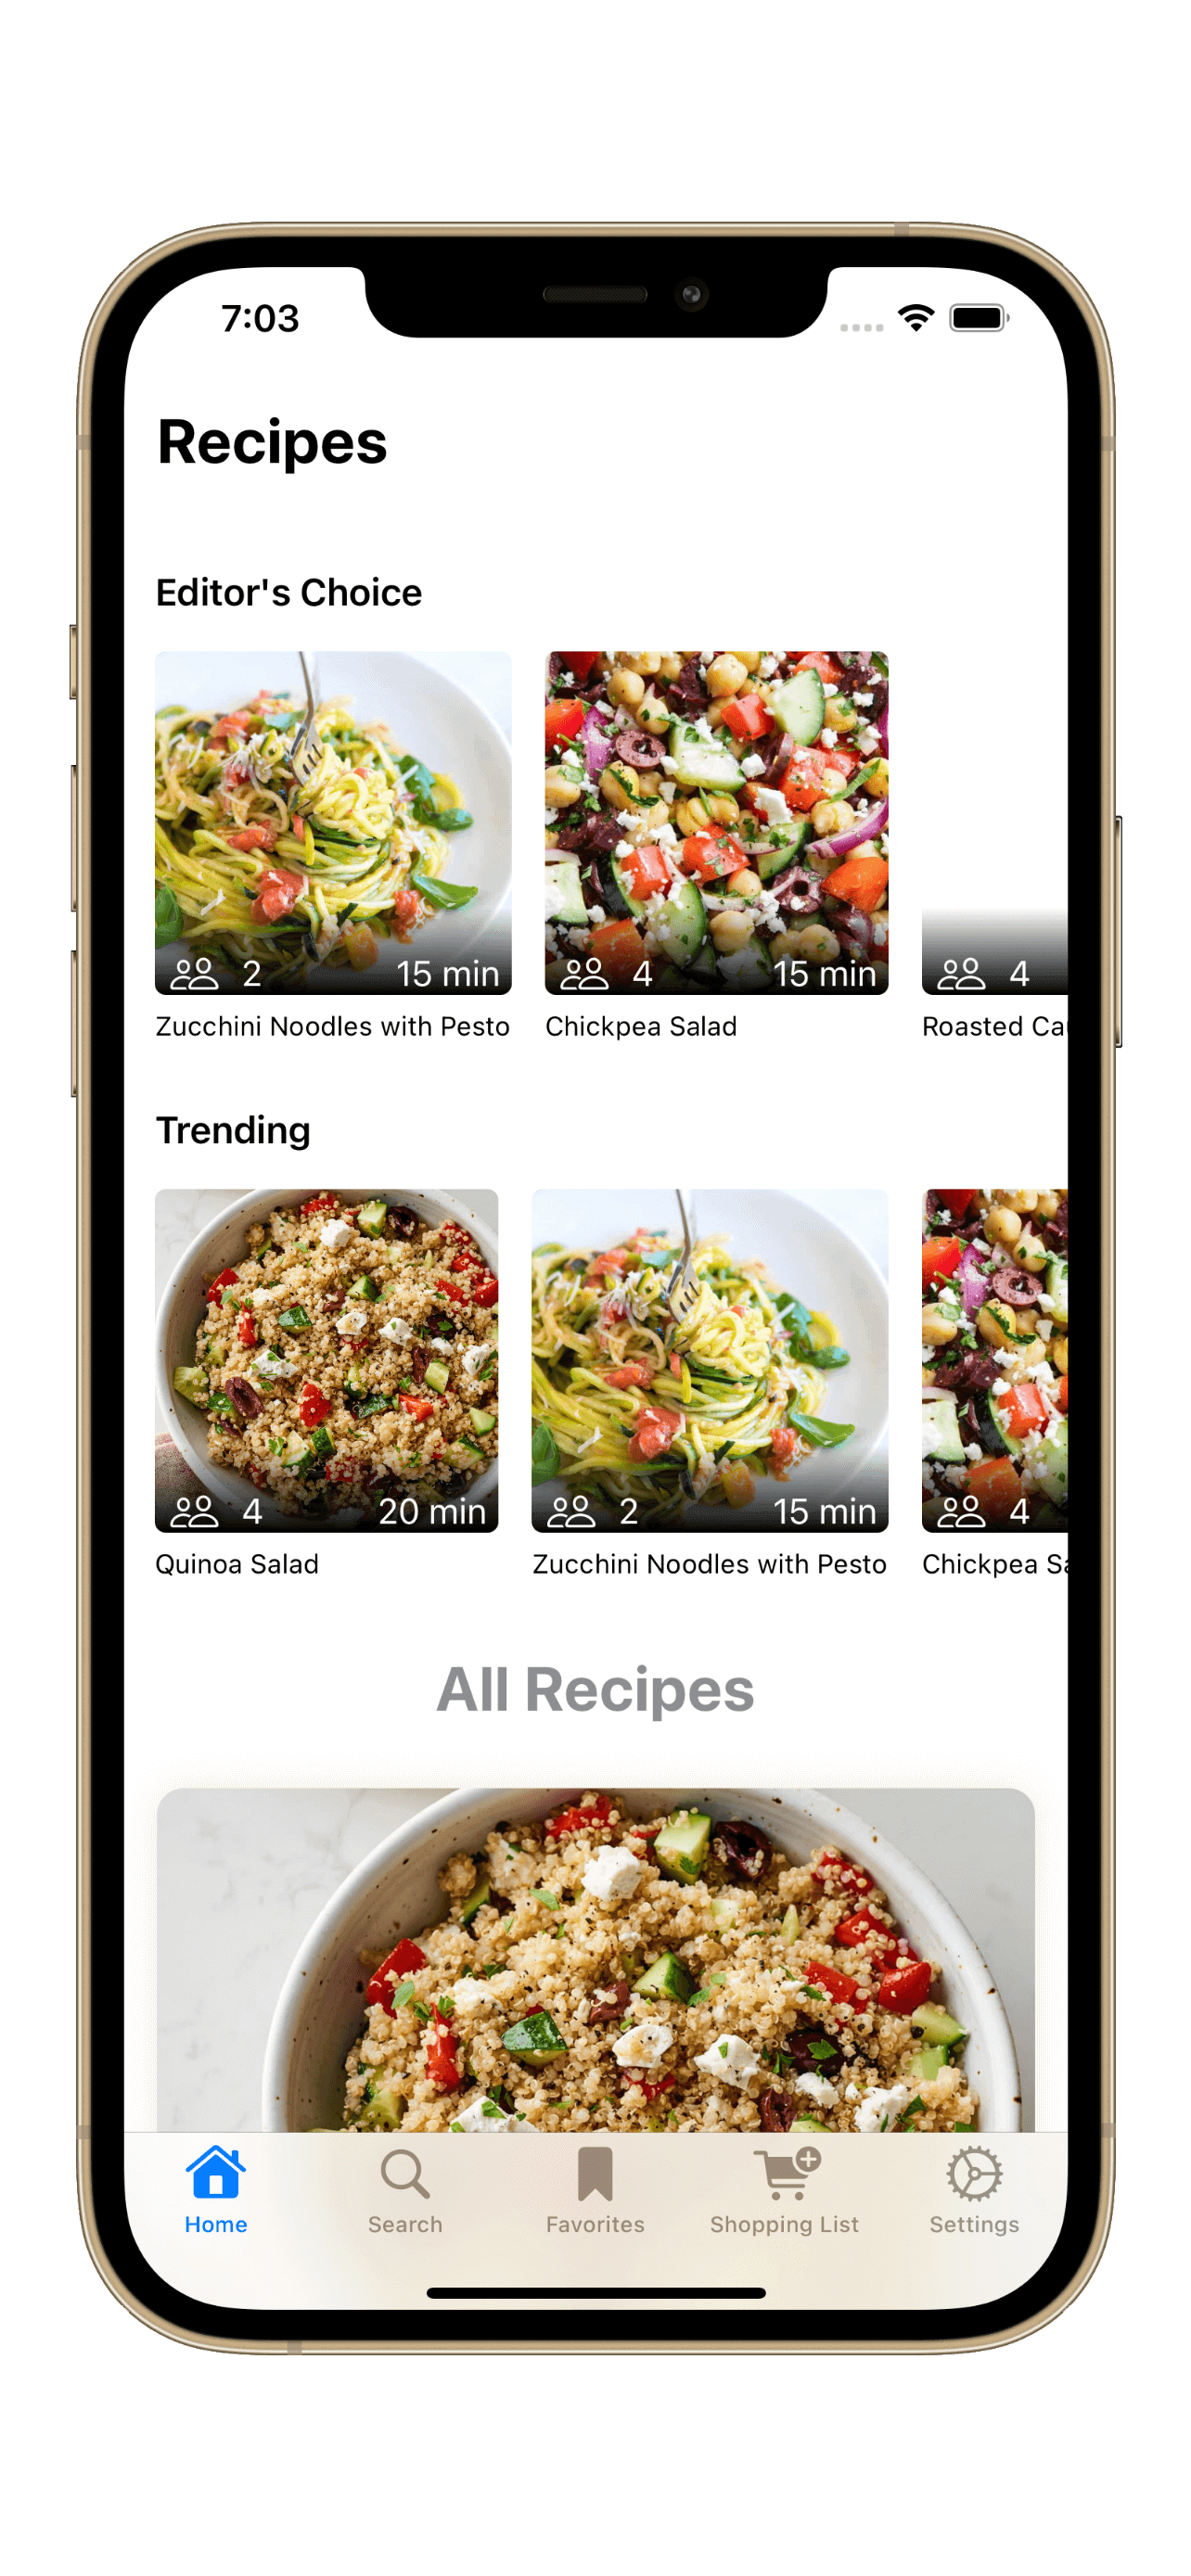 7:03
Recipes
Editor's Choice
2 15 min
4 15 min
4
Zucchini Noodles with Pesto
Chickpea Salad
Roasted
Trending
4 20 min
2 15 min
4
Quinoa Salad
Zucchini Noodles with Pesto
Chickpea
All Recipes
Home
Search
Favorites
Shopping List
Settings